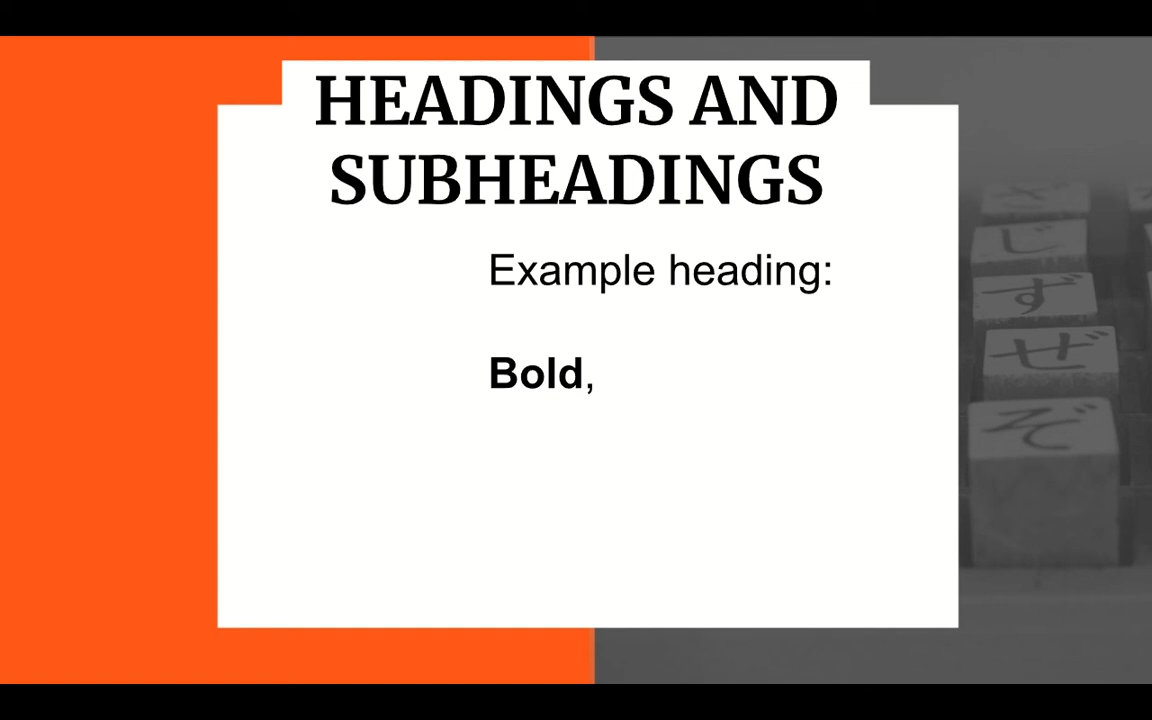 HEADINGS AND
SUBHEADINGS
Example heading:
Bold,
じ
ず
ぜ
ぞ